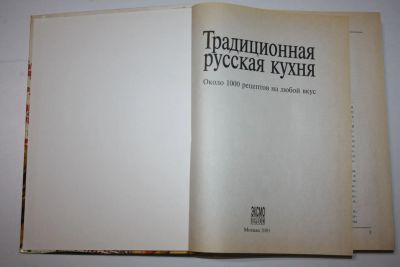 Традиционная
русская кухня
Около 1000 рецептов на любой вкус
ЭКСМО
Москва